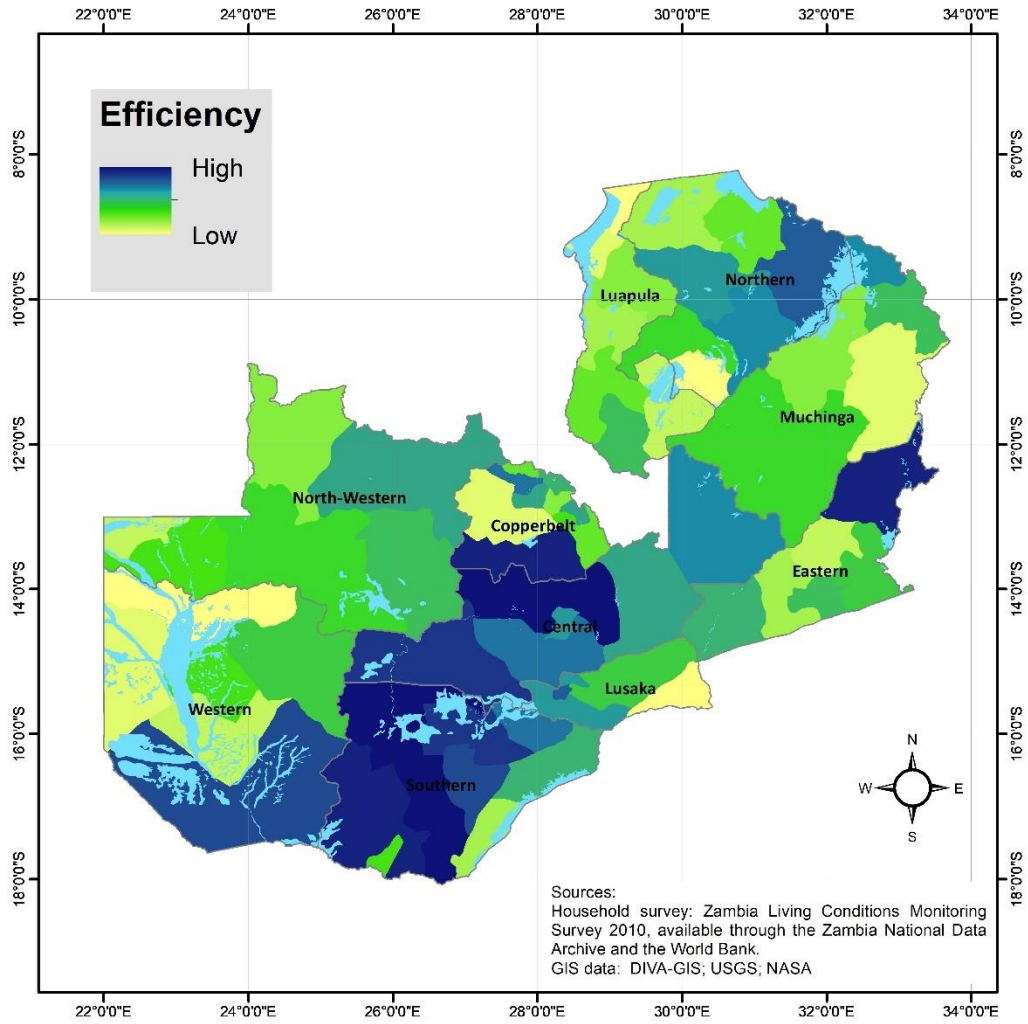 22°0'0"E 24°0'0"E 26°0'0"E 28°0'0"E 30°0'0"E 32°0'0"E 34°0'0"E
Efficiency
High
Low
8°0'0"S 8°0'0"S
Northern
10°0'0"S 10°0'0"S
Luapula
Muchinga
12°0'0"S 12°0'0"S
North-Western
Copperbelt
Eastern
14°0'0"S 14°0'0"S
Central
Lusaka
Western
16°0'0"S 16°0'0"S
Southern
N
W E
S
18°0'0"S 18°0'0"S
Sources:
Household survey: Zambia Living Conditions Monitoring
Survey 2010, available through the Zambia National Data
Archive and the World Bank.
GIS data: DIVA-GIS; USGS; NASA
22°0'0"E 24°0'0"E 26°0'0"E 28°0'0"E 30°0'0"E 32°0'0"E 34°0'0"E